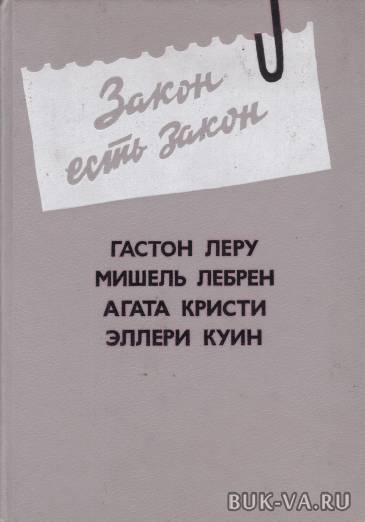 Закон
есть закон
ГАСТОН ЛЕРУ
МИШЕЛЬ ЛЕБРЕН
АГАТА КРИСТИ
ЭЛЛЕРИ КУИН
BUK-VA.RU